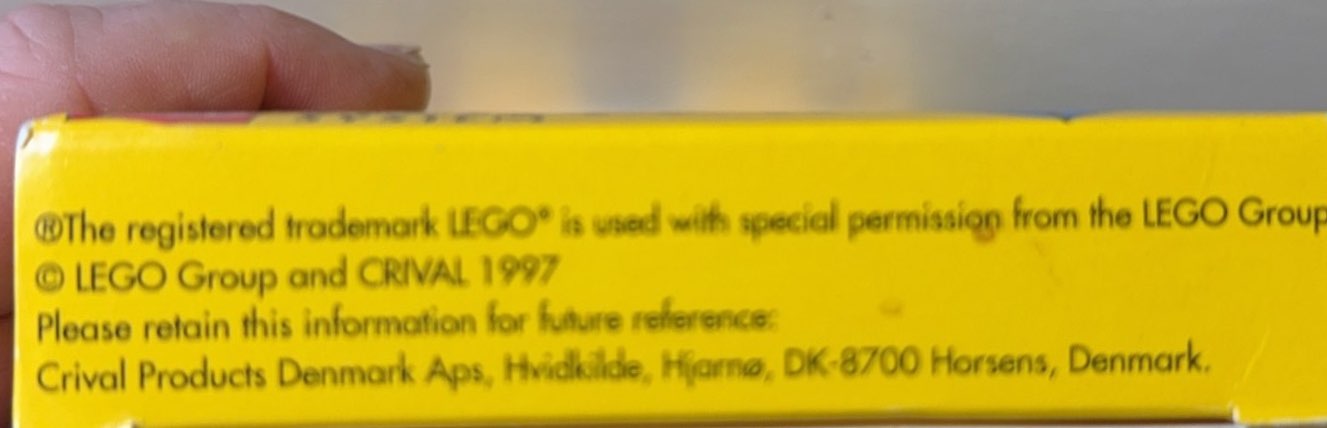 ®The registered trademark LEGO® is used with special permission from the LEGO Group
© LEGO Group and CRIVAL 1997
Please retain this information for future reference:
Crival Products Denmark Aps, Hvidkilde, Hjarnø, DK-8700 Horsens, Denmark.